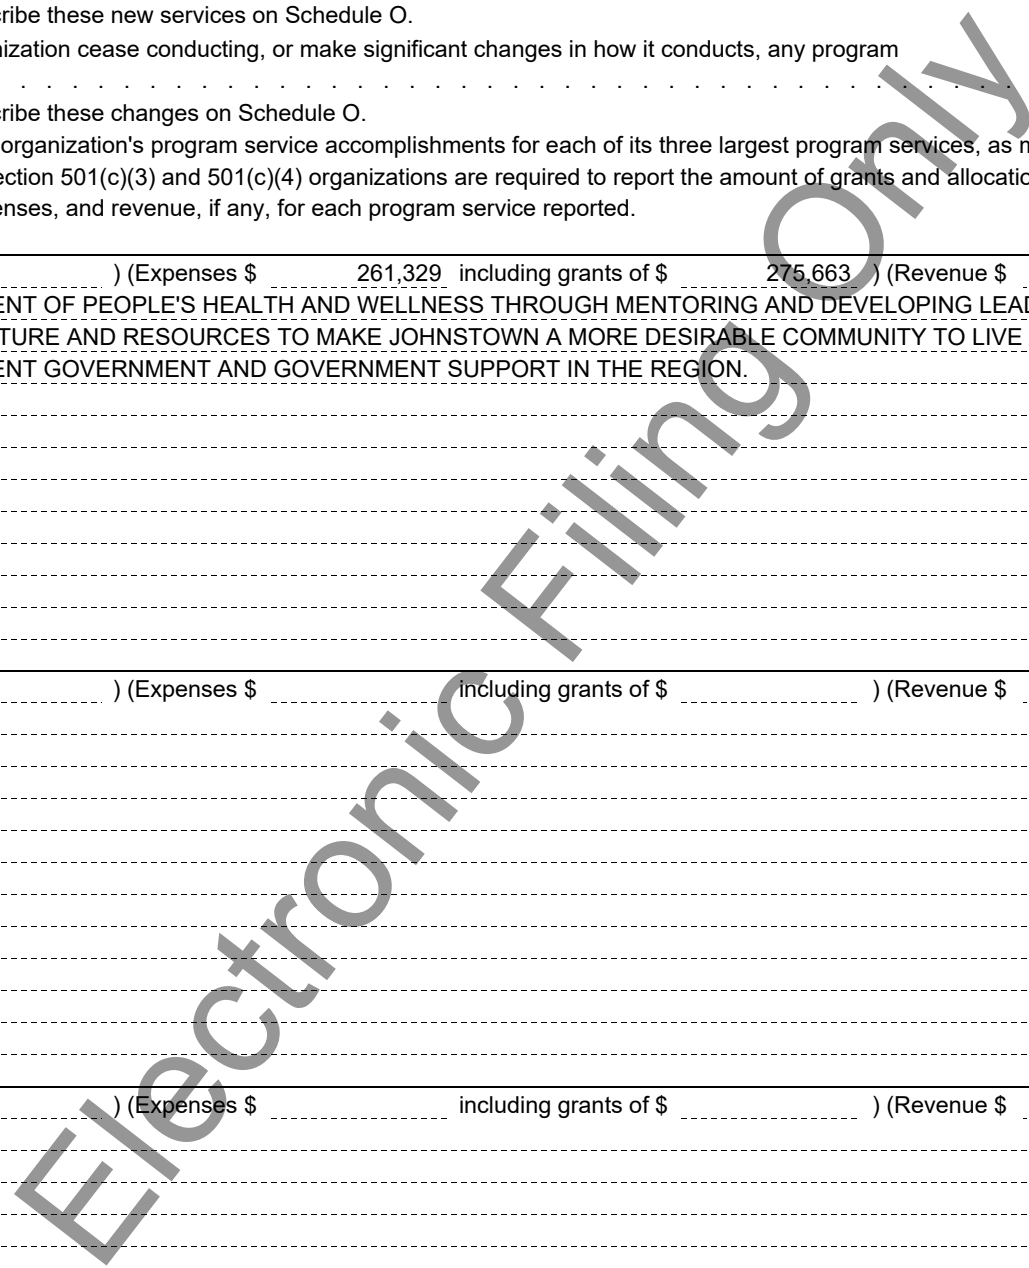 ribe these new services on Schedule O.
nization cease conducting, or make significant changes in how it conducts, any program
. . . . . . . . . . . . . . . . . . . . . . . . . . . . . . . . . . . . . . .
ribe these changes on Schedule O.
organization's program service accomplishments for each of its three largest program services, as m
ection 501(c)(3) and 501(c)(4) organizations are required to report the amount of grants and allocatio
enses, and revenue, if any, for each program service reported.
) (Expenses $ 261,329 including grants of $ 275,663 ) (Revenue $
ENT OF PEOPLE'S HEALTH AND WELLNESS THROUGH MENTORING AND DEVELOPING LEAD
TURE AND RESOURCES TO MAKE JOHNSTOWN A MORE DESIRABLE COMMUNITY TO LIVE
ENT GOVERNMENT AND GOVERNMENT SUPPORT IN THE REGION.
) (Expenses $ including grants of $ ) (Revenue $
) (Expenses $ including grants of $ ) (Revenue $
Electronic Filing Only